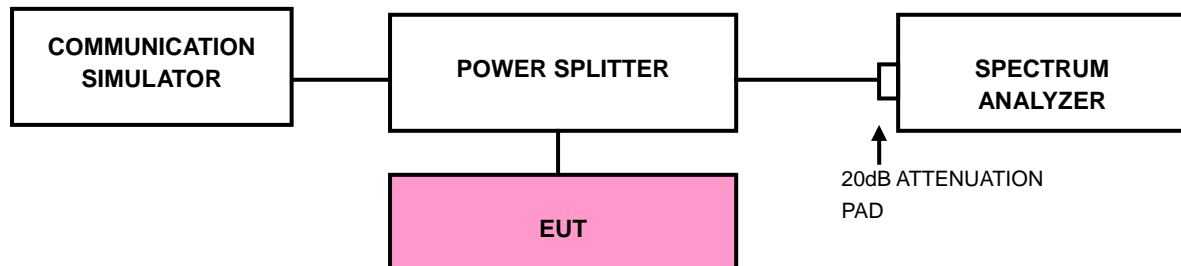 COMMUNICATION
SIMULATOR
POWER SPLITTER
SPECTRUM
ANALYZER
20dB ATTENUATION
PAD
EUT